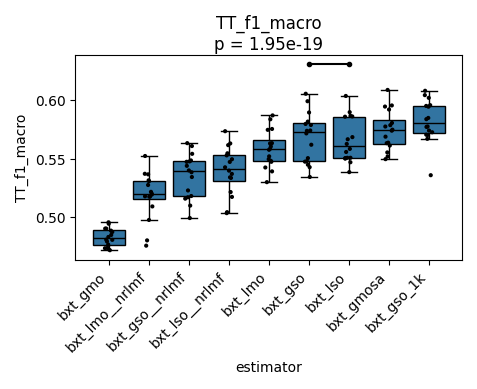 TT_f1_macro
p = 1.95e-19
TT_f1_macro
0.60
0.55
0.50
bxt_gmo
bxt_lmo__nrlmf
bxt_gso__nrlmf
bxt_lso__nrlmf
bxt_lmo
bxt_gso
bxt_lso
bxt_gmosa
bxt_gso_1k
estimator